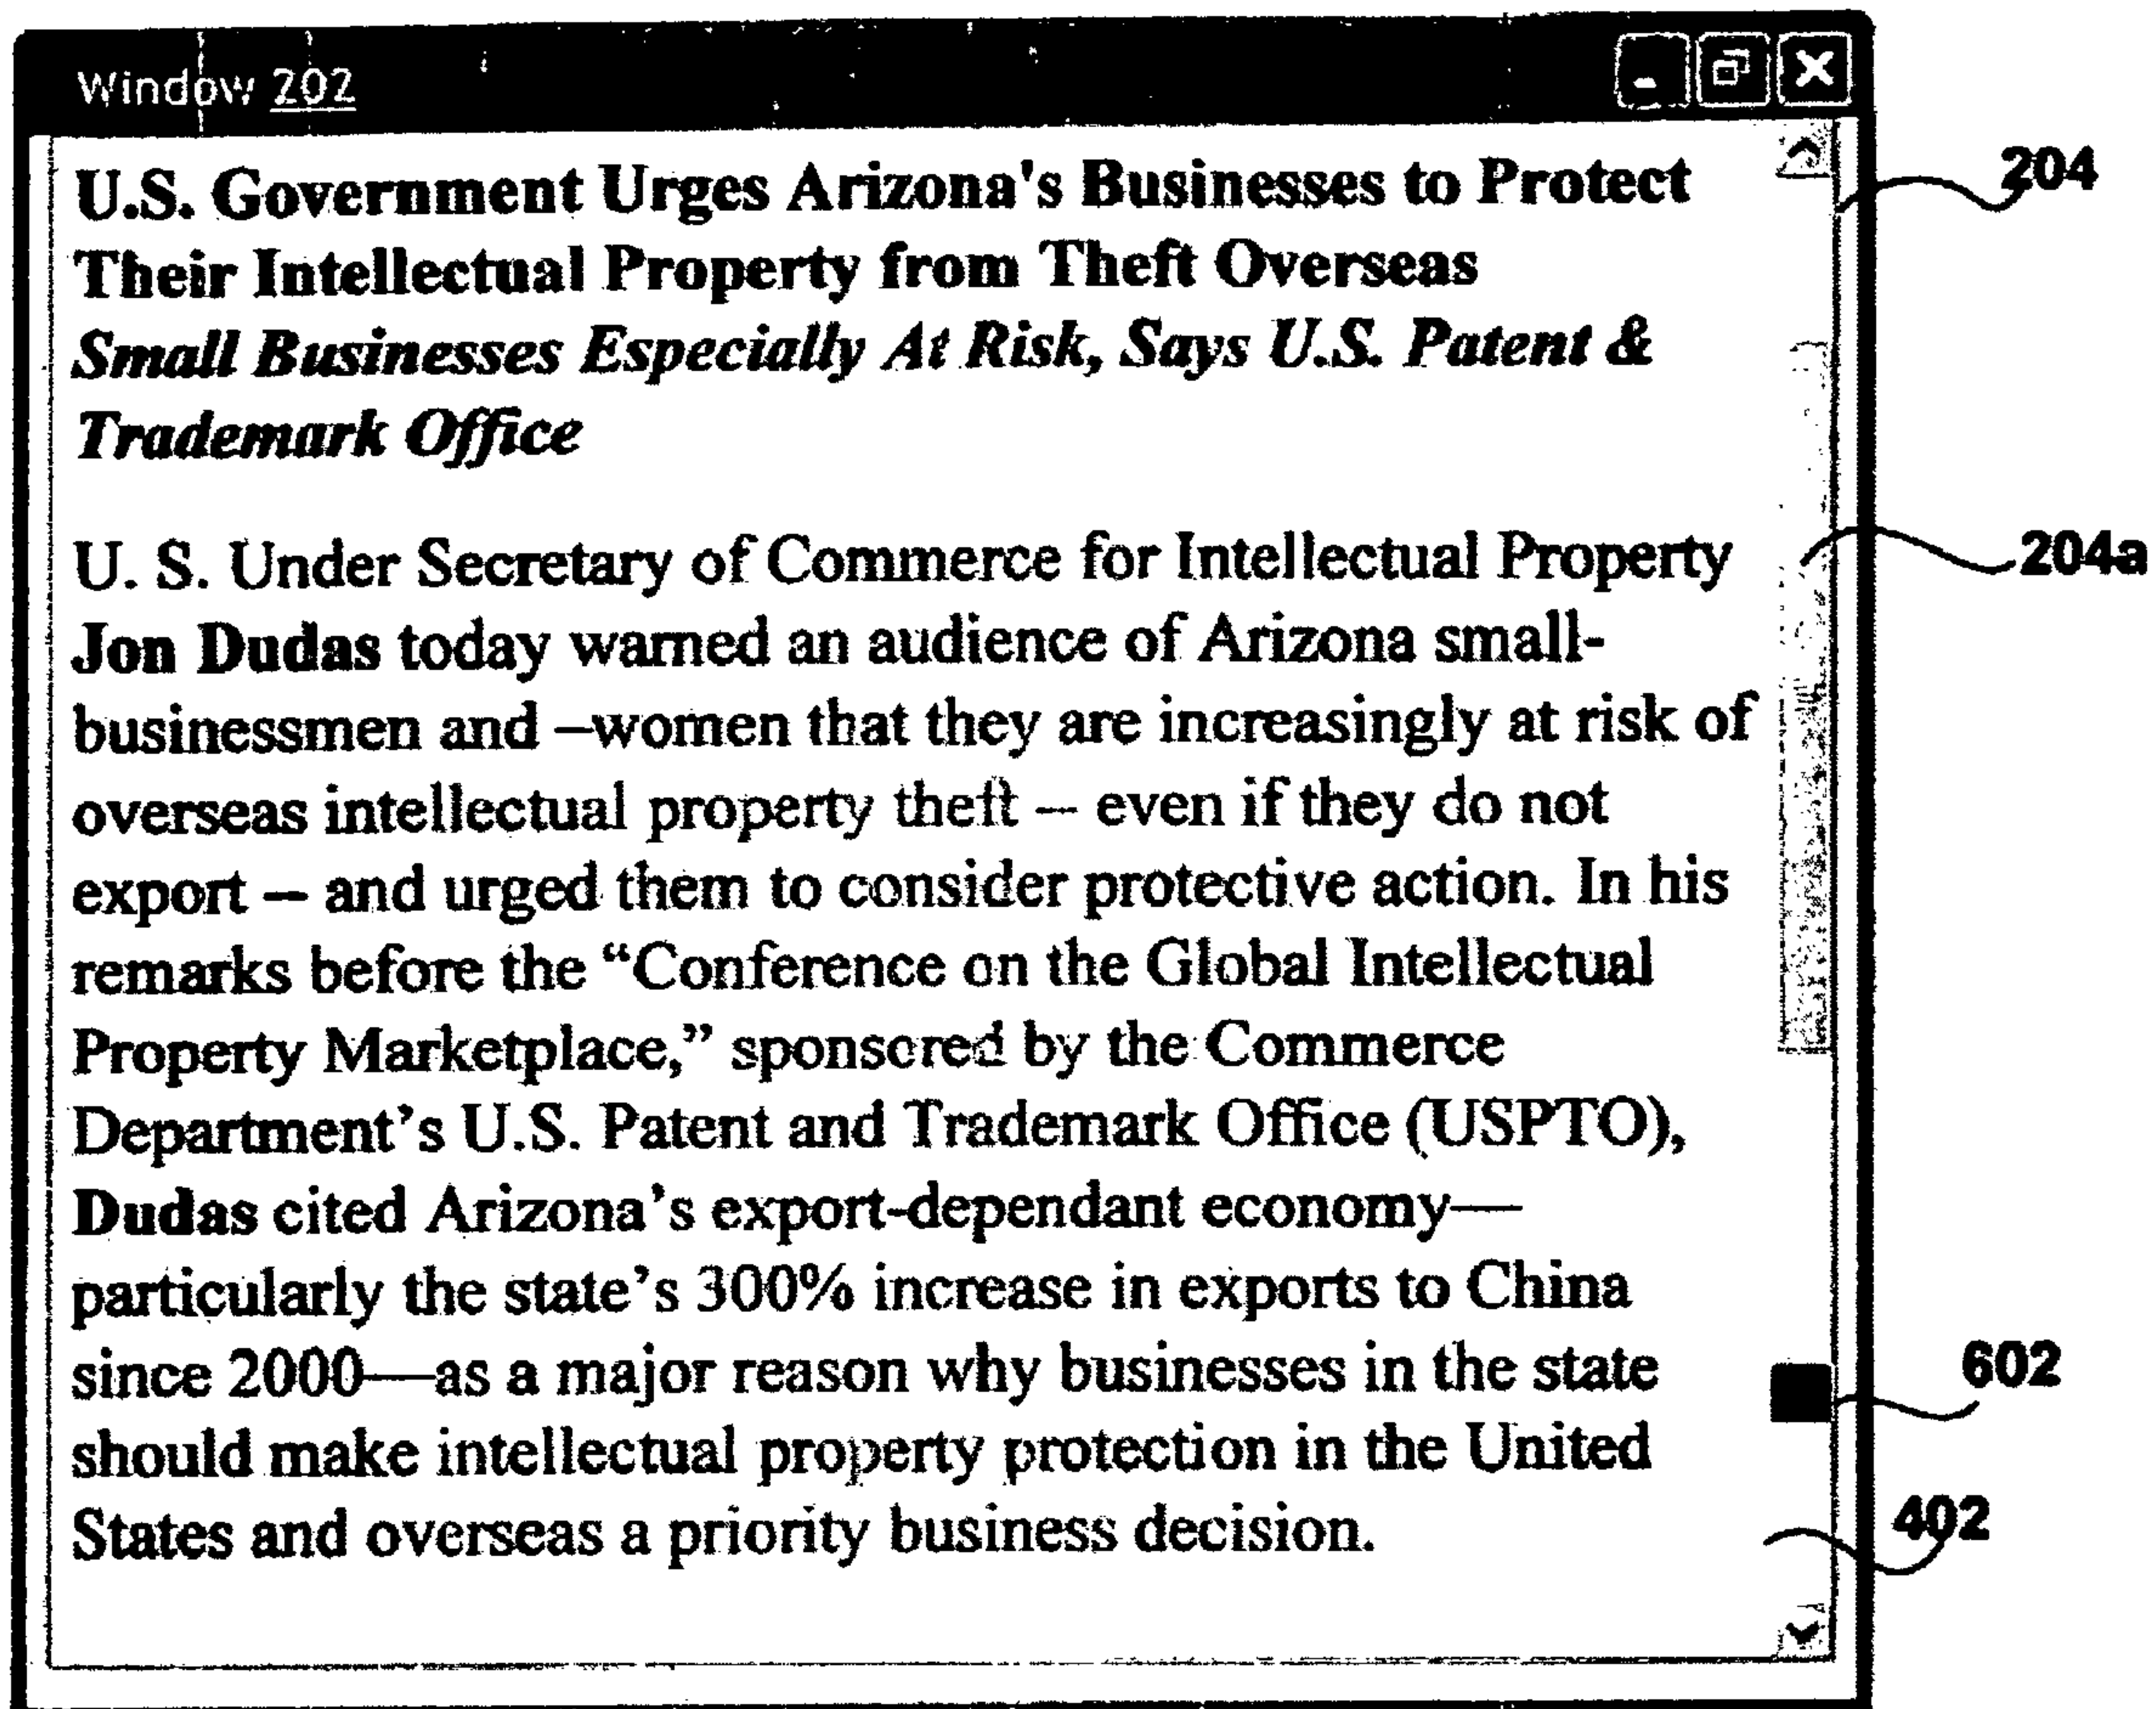 Window 202
U.S. Government Urges Arizona's Businesses to Protect
204
Their Intellectual Property from Theft Overseas
Small Businesses Especially At Risk, Says U.S. Patent &
Trademark Office
U. S. Under Secretary of Commerce for Intellectual Property
204a
Jon Dudas today warned an audience of Arizona small-
businessmen and –women that they are increasingly at risk of
overseas intellectual property theft – even if they do not
export – and urged them to consider protective action. In his
remarks before the “Conference on the Global Intellectual
Property Marketplace,” sponsored by the Commerce
Department’s U.S. Patent and Trademark Office (USPTO),
Dudas cited Arizona’s export-dependant economy—
particularly the state’s 300% increase in exports to China
since 2000—as a major reason why businesses in the state
602
should make intellectual property protection in the United
States and overseas a priority business decision.
402